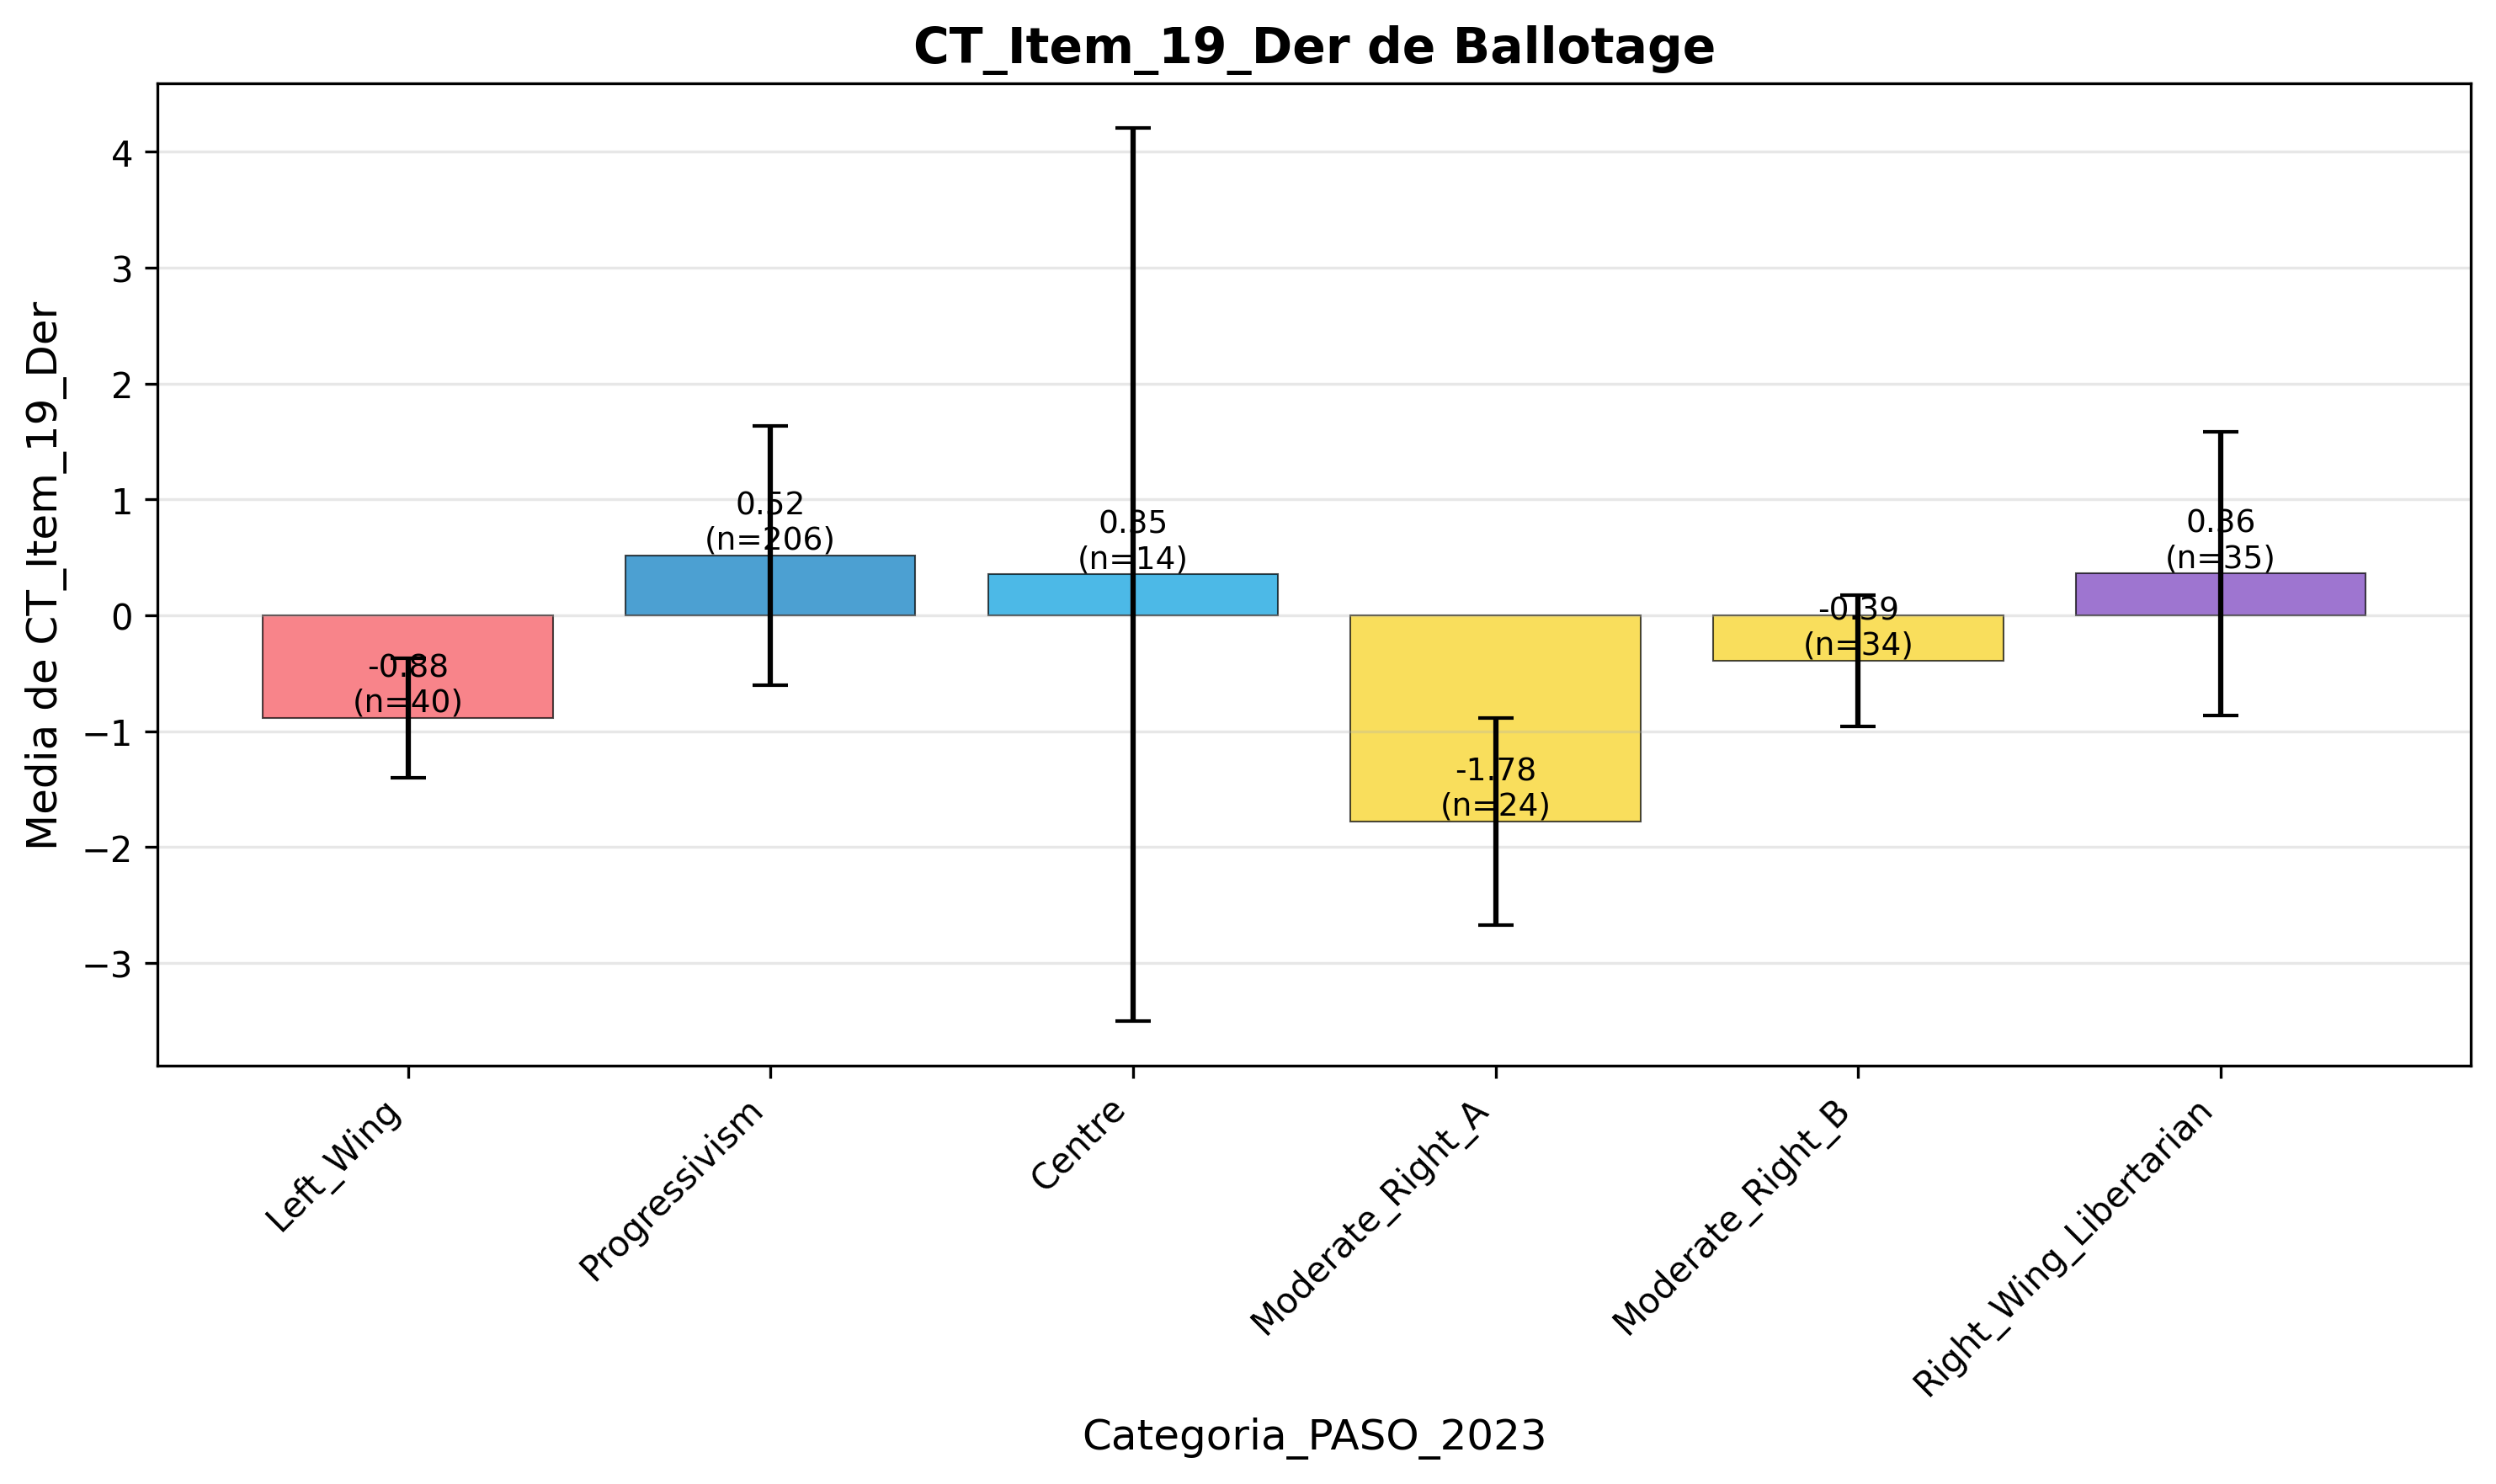 CT_Item_19_Der de Ballotage
Media de CT_Item_19_Der
4
3
2
1
0
−1
−2
−3
-0.88
(n=40)
0.52
(n=206)
0.35
(n=14)
-1.78
(n=24)
-0.39
(n=34)
0.36
(n=35)
Left_Wing
Progressivism
Centre
Moderate_Right_A
Moderate_Right_B
Right_Wing_Libertarian
Categoria_PASO_2023